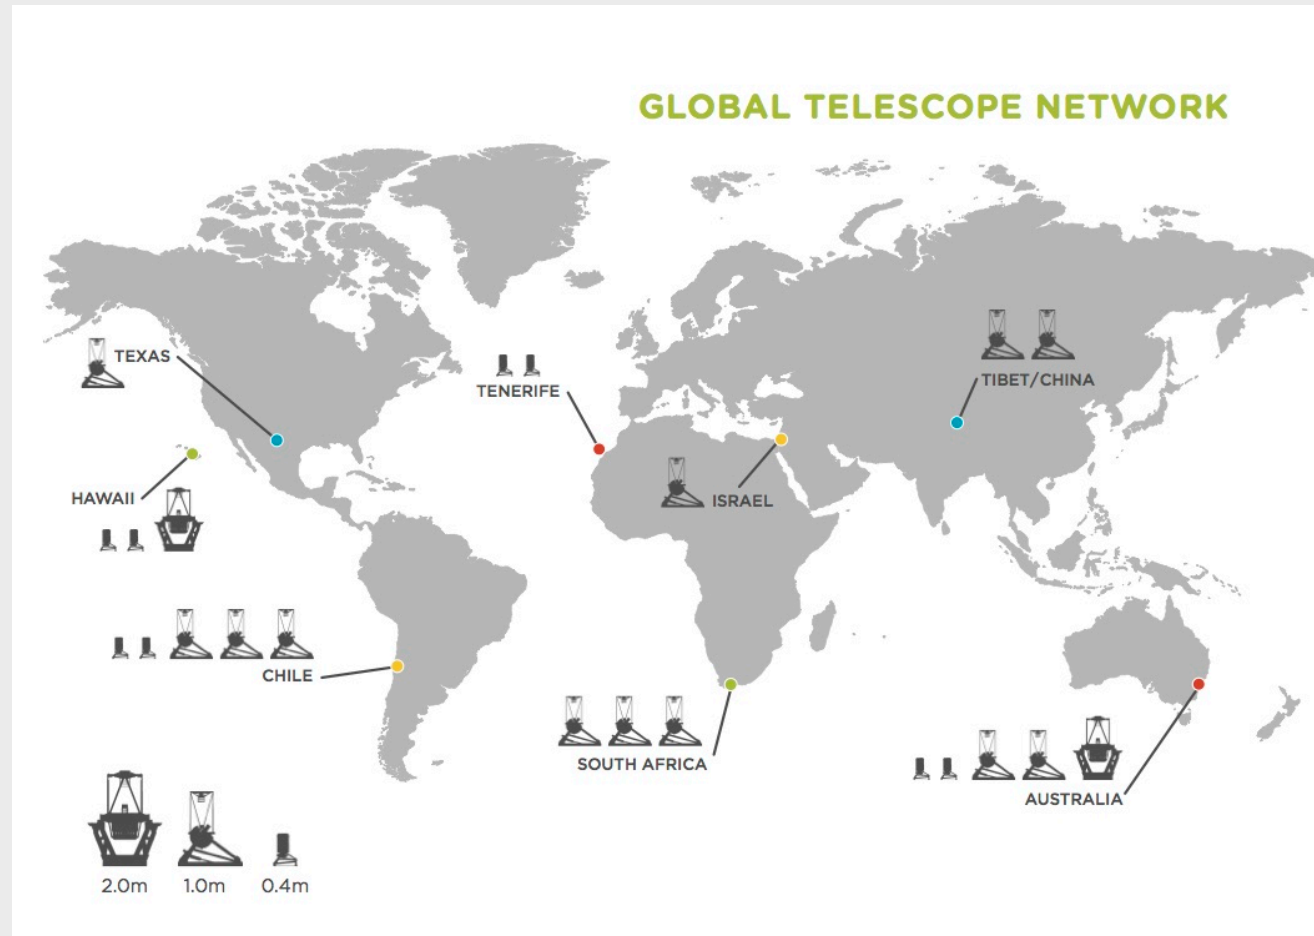 GLOBAL TELESCOPE NETWORK
TEXAS
TENERIFE
TIBET/CHINA
HAWAII
ISRAEL
CHILE
SOUTH AFRICA
AUSTRALIA
2.0m 1.0m 0.4m